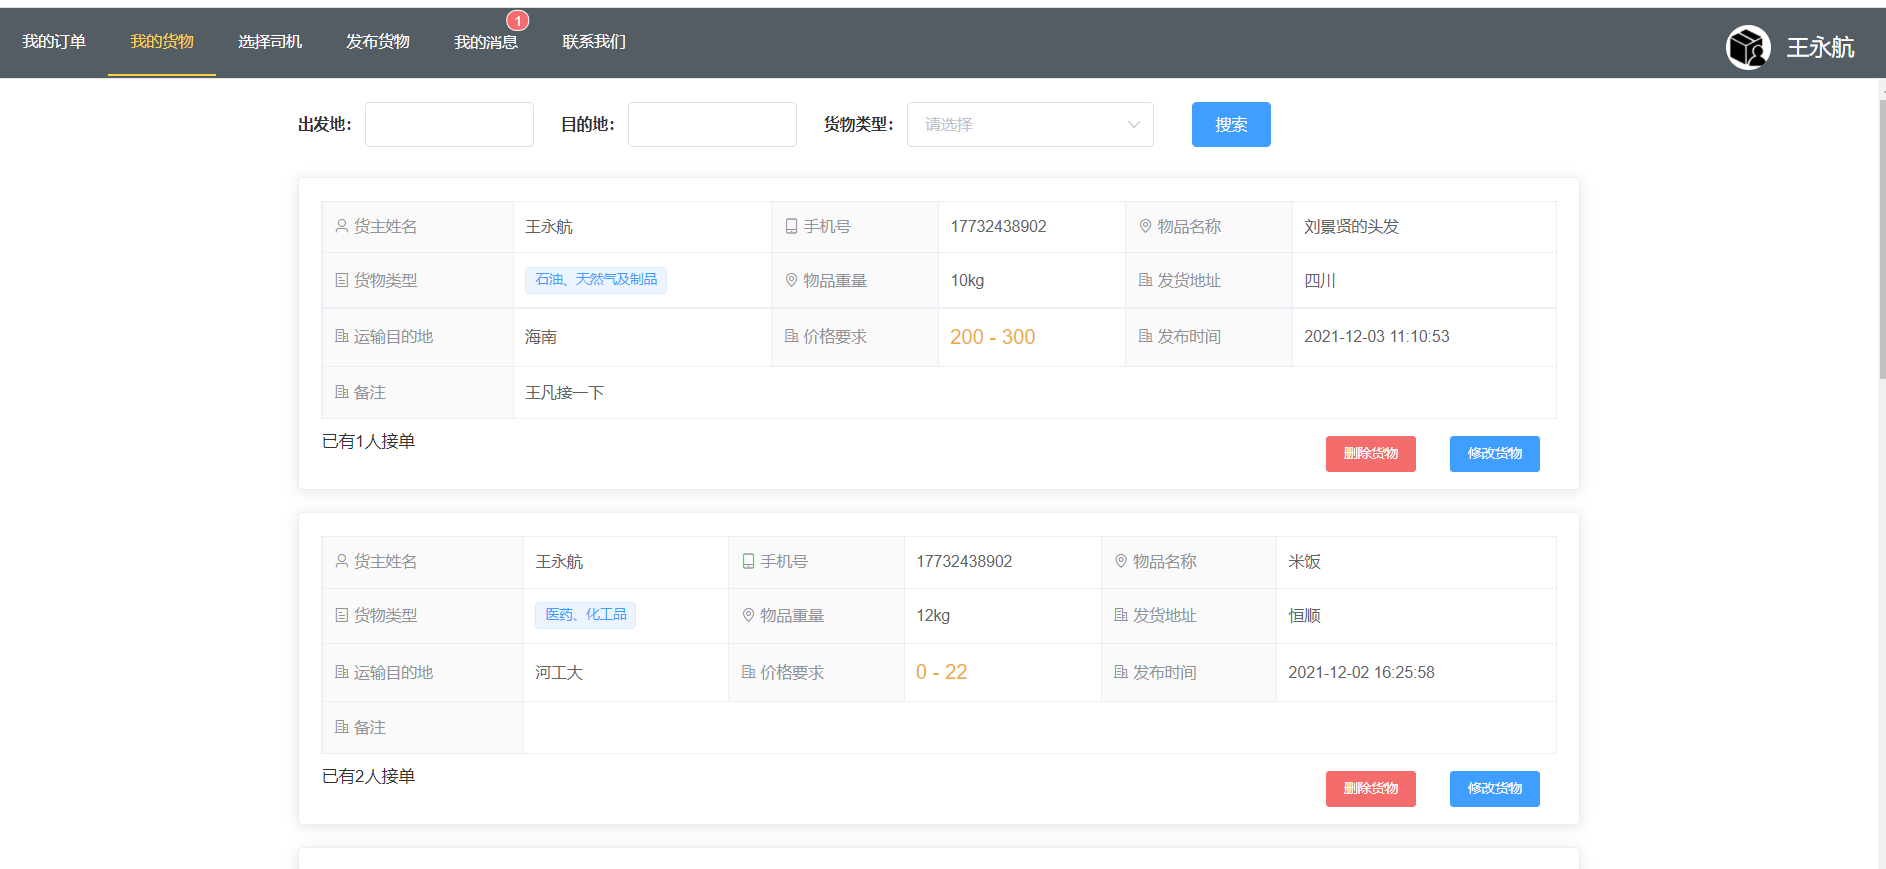 我的订单 我的货物 选择司机 发布货物 我的消息 1 联系我们 王永航
出发地： 目的地： 货物类型： 请选择 搜索
货主姓名 王永航 手机号 17732438902 物品名称 刘景贤的头发
货物类型 石油、天然气及制品 物品重量 10kg 发货地址 四川
运输目的地 海南 价格要求 200 - 300 发布时间 2021-12-03 11:10:53
备注 王凡接一下
已有1人接单 删除货物 修改货物
货主姓名 王永航 手机号 17732438902 物品名称 米饭
货物类型 医药、化工品 物品重量 12kg 发货地址 恒顺
运输目的地 河工大 价格要求 0 - 22 发布时间 2021-12-02 16:25:58
备注
已有2人接单 删除货物 修改货物